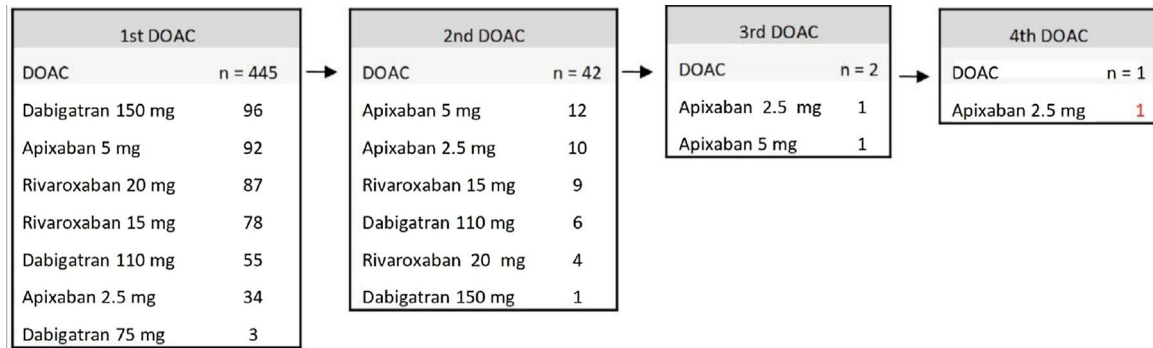 1st DOAC
DOAC n = 445
Dabigatran 150 mg 96
Apixaban 5 mg 92
Rivaroxaban 20 mg 87
Rivaroxaban 15 mg 78
Dabigatran 110 mg 55
Apixaban 2.5 mg 34
Dabigatran 75 mg 3
2nd DOAC
DOAC n = 42
Apixaban 5 mg 12
Apixaban 2.5 mg 10
Rivaroxaban 15 mg 9
Dabigatran 110 mg 6
Rivaroxaban 20 mg 4
Dabigatran 150 mg 1
3rd DOAC
DOAC n = 2
Apixaban 2.5 mg 1
Apixaban 5 mg 1
4th DOAC
DOAC n = 1
Apixaban 2.5 mg 1